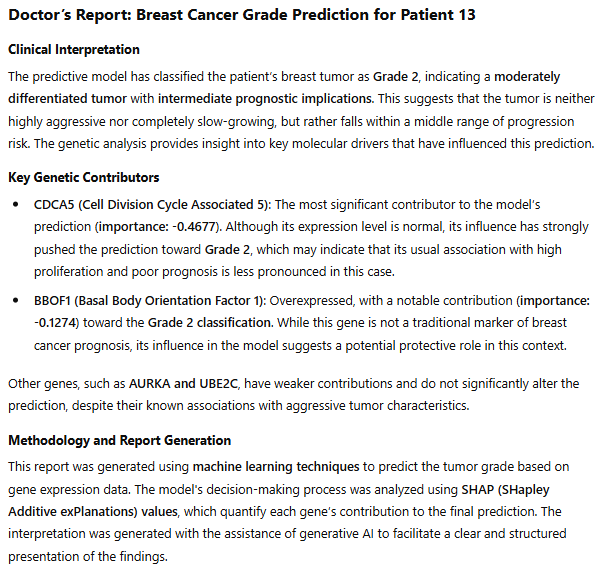 Doctor's Report: Breast Cancer Grade Prediction for Patient 13
Clinical Interpretation
The predictive model has classified the patient's breast tumor as Grade 2, indicating a moderately
differentiated tumor with intermediate prognostic implications. This suggests that the tumor is neither
highly aggressive nor completely slow-growing, but rather falls within a middle range of progression
risk. The genetic analysis provides insight into key molecular drivers that have influenced this prediction.
Key Genetic Contributors
• CDCA5 (Cell Division Cycle Associated 5): The most significant contributor to the model's
prediction (importance: -0.4677). Although its expression level is normal, its influence has strongly
pushed the prediction toward Grade 2, which may indicate that its usual association with high
proliferation and poor prognosis is less pronounced in this case.
• BBOF1 (Basal Body Orientation Factor 1): Overexpressed, with a notable contribution (importance:
-0.1274) toward the Grade 2 classification. While this gene is not a traditional marker of breast
cancer prognosis, its influence in the model suggests a potential protective role in this context.
Other genes, such as AURKA and UBE2C, have weaker contributions and do not significantly alter the
prediction, despite their known associations with aggressive tumor characteristics.
Methodology and Report Generation
This report was generated using machine learning techniques to predict the tumor grade based on
gene expression data. The model's decision-making process was analyzed using SHAP (SHapley
Additive exPlanations) values, which quantify each gene's contribution to the final prediction. The
interpretation was generated with the assistance of generative AI to facilitate a clear and structured
presentation of the findings.